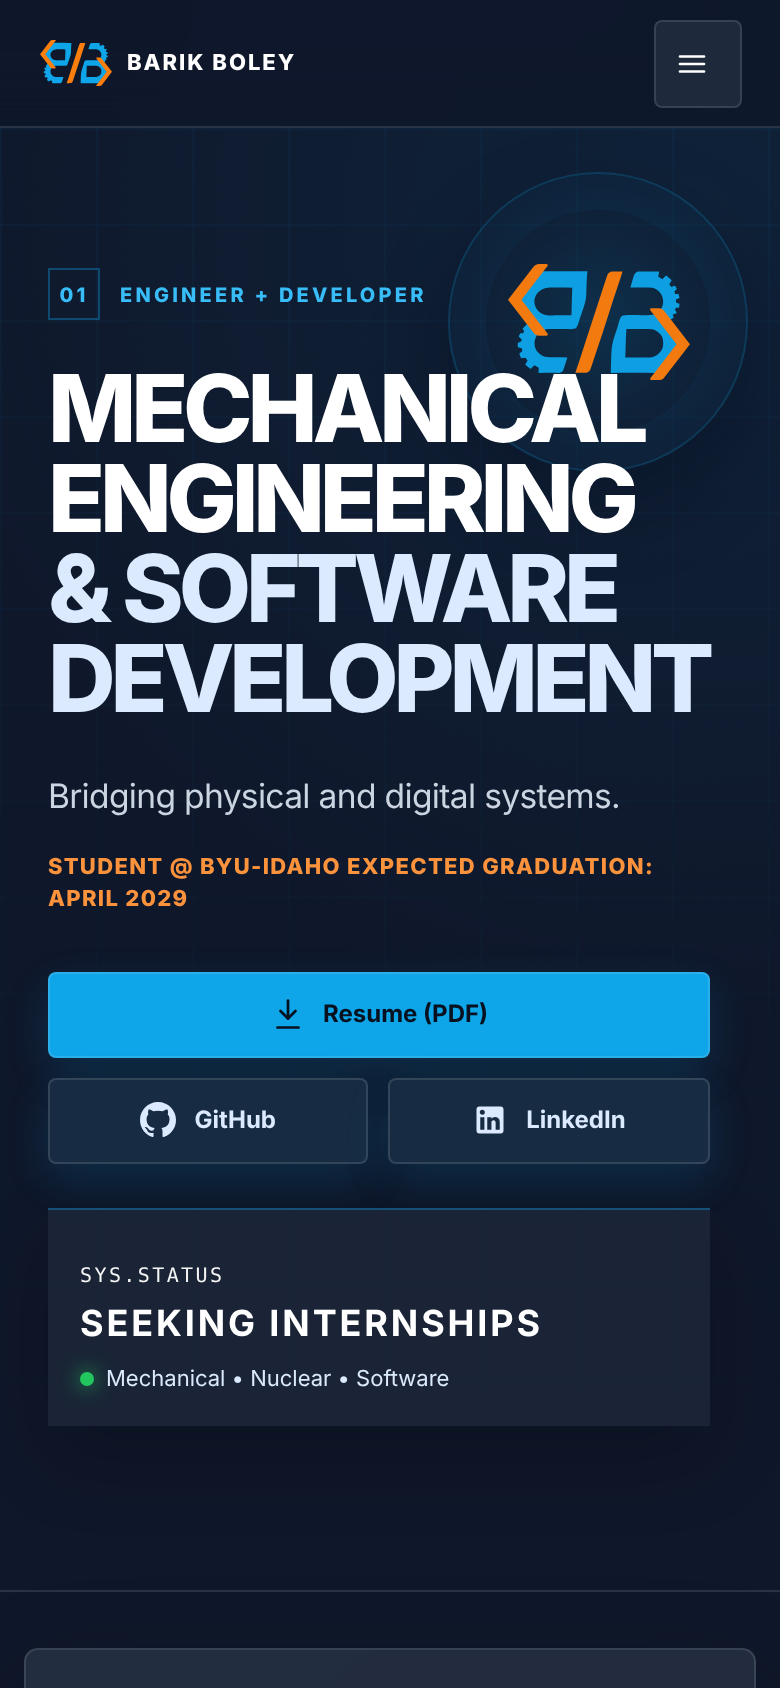 BARIK BOLEY
01 ENGINEER + DEVELOPER
MECHANICAL
ENGINEERING
& SOFTWARE
DEVELOPMENT
Bridging physical and digital systems.
STUDENT @ BYU-IDAHO EXPECTED GRADUATION:
APRIL 2029
Resume (PDF)
GitHub
LinkedIn
SYS.STATUS
SEEKING INTERNSHIPS
Mechanical • Nuclear • Software